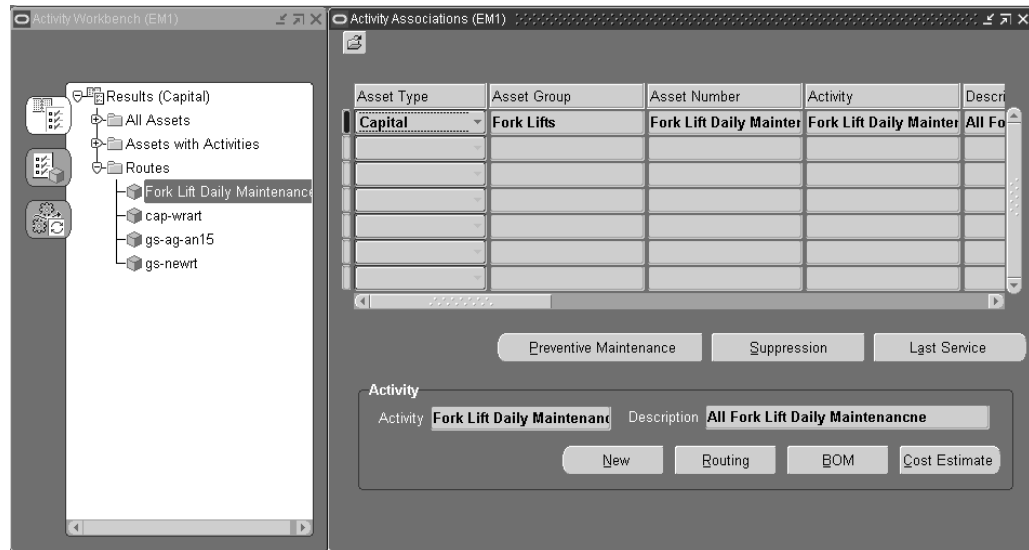 Activity Workbench (EM1)
Results (Capital)
All Assets
Assets with Activities
Routes
Fork Lift Daily Maintenance
cap-wrart
gs-ag-an15
gs-newrt
Activity Associations (EM1)
Asset Type Asset Group Asset Number Activity Descri
Capital Fork Lifts Fork Lift Daily Mainter Fork Lift Daily Mainter All Fo
Preventive Maintenance Suppression Last Service
Activity
Activity Fork Lift Daily Maintenanc Description All Fork Lift Daily Maintenancne
New Routing BOM Cost Estimate